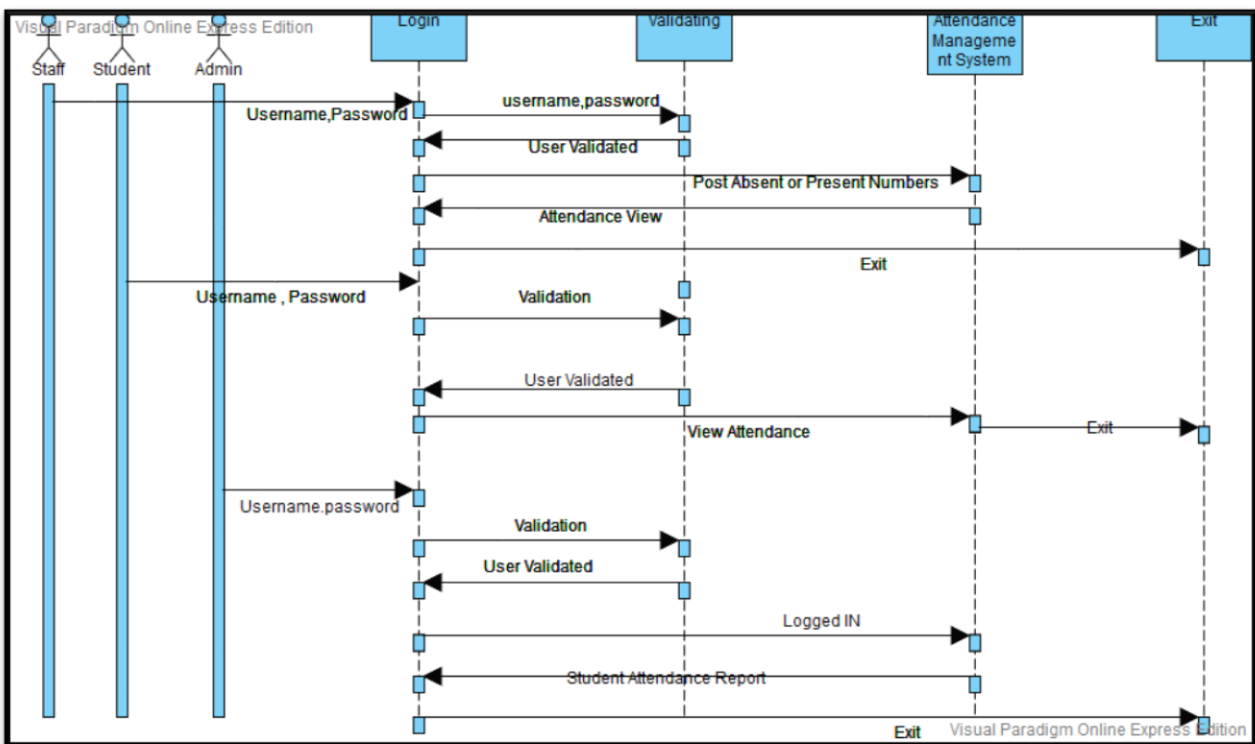 Visual Paradigm Online Express Edition
Login
Validating
Attendance
Manageme
nt System
Exit
Staff
Student
Admin
Username,Password
username,password
User Validated
Post Absent or Present Numbers
Attendance View
Exit
Username , Password
Validation
User Validated
View Attendance
Exit
Username.password
Validation
User Validated
Logged IN
Student Attendance Report
Exit
Visual Paradigm Online Express Edition